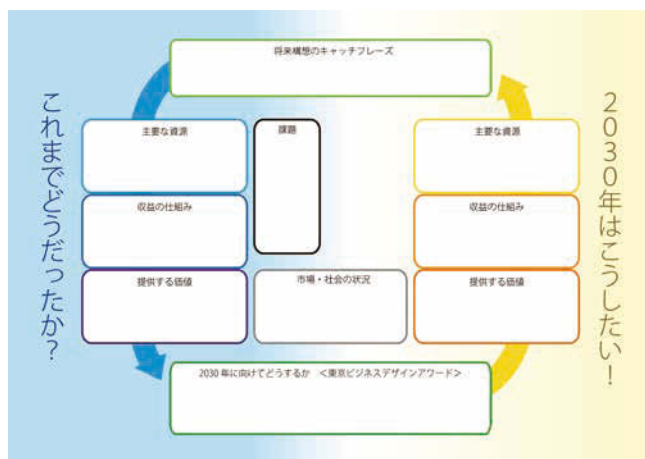 将来構想のキャッチフレーズ
これまでどうだったか?
主要な資源
収益の仕組み
提供する価値
課題
市場・社会の状況
主要な資源
収益の仕組み
提供する価値
2030年はこうしたい!
2030年に向けてどうするか <東京ビジネスデザインアワード>